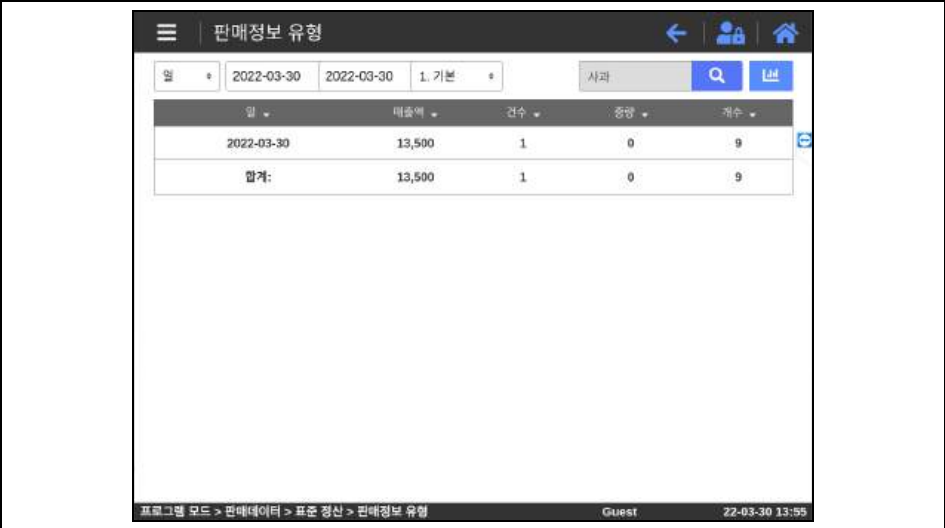 판매정보 유형
일 2022-03-30 2022-03-30 1. 기본 사과
일 매출액 건수 중량 개수
2022-03-30 13,500 1 0 9
합계: 13,500 1 0 9
프로그램 모드 > 판매데이터 > 표준 정산 > 판매정보 유형 Guest 22-03-30 13:55